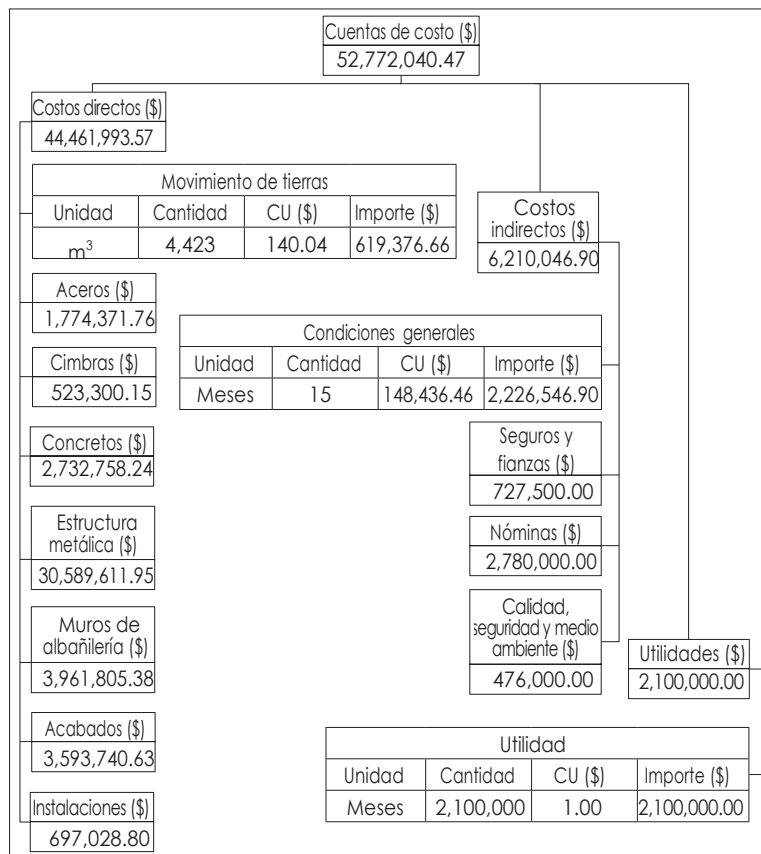 Cuentas de costo ($)
52,772,040.47
Costos directos ($)
44,461,993.57
Movimiento de tierras
Unidad Cantidad CU ($) Importe ($)
m³ 4,423 140.04 619,376.66
Aceros ($)
1,774,371.76
Cimbras ($)
523,300.15
Concretos ($)
2,732,758.24
Estructura
metálica ($)
30,589,611.95
Muros de
albañilería ($)
3,961,805.38
Acabados ($)
3,593,740.63
Instalaciones ($)
697,028.80
Costos
indirectos ($)
6,210,046.90
Condiciones generales
Unidad Cantidad CU ($) Importe ($)
Meses 15 148,436.46 2,226,546.90
Seguros y
fianzas ($)
727,500.00
Nóminas ($)
2,780,000.00
Calidad,
seguridad y medio
ambiente ($)
476,000.00
Utilidades ($)
2,100,000.00
Utilidad
Unidad Cantidad CU ($) Importe ($)
Meses 2,100,000 1.00 2,100,000.00